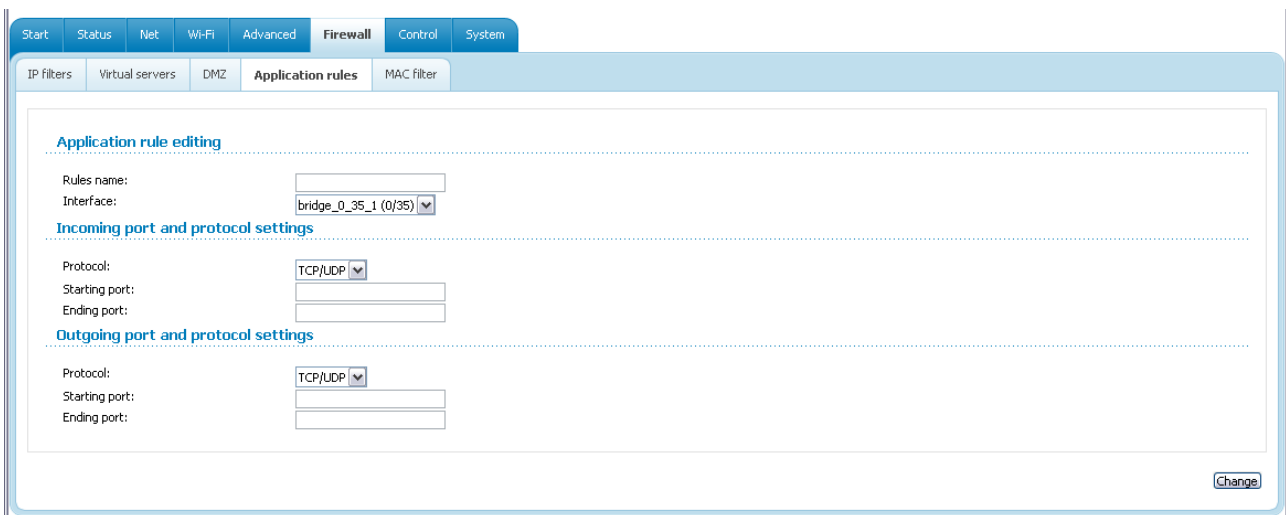 Start Status Net Wi-Fi Advanced Firewall Control System
IP filters Virtual servers DMZ Application rules MAC filter
Application rule editing
Rules name:
Interface: bridge_0_35_1 (0/35)
Incoming port and protocol settings
Protocol: TCP/UDP
Starting port:
Ending port:
Outgoing port and protocol settings
Protocol: TCP/UDP
Starting port:
Ending port:
Change